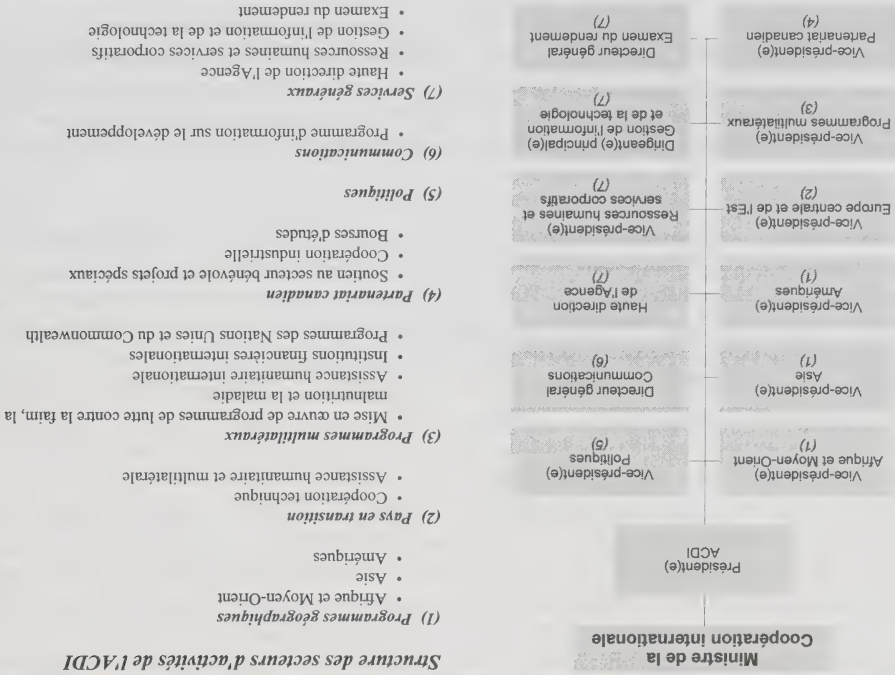 Structure des secteurs d'activités de l'ACDI
(1) Programmes géographiques
• Afrique et Moyen-Orient
• Asie
• Amériques
(2) Pays en transition
• Coopération technique
• Assistance humanitaire et multilatérale
(3) Programmes multilatéraux
• Mise en œuvre de programmes de lutte contre la faim, la
malnutrition et la maladie
• Assistance humanitaire internationale
• Institutions financières internationales
• Programmes des Nations Unies et du Commonwealth
(4) Partenariat canadien
• Soutien au secteur bénévole et projets spéciaux
• Coopération industrielle
• Bourses d'études
(5) Politiques
(6) Communications
• Programme d'information sur le développement
(7) Services généraux
• Haute direction de l'Agence
• Ressources humaines et services corporatifs
• Gestion de l'information et de la technologie
• Examen du rendement
Ministre de la
Coopération internationale
Président(e)
ACDI
Vice-président(e)
Politiques
(5)
Vice-président(e)
Afrique et Moyen-Orient
(1)
Directeur général
Communications
(6)
Vice-président(e)
Asie
(1)
Haute direction
de l'Agence
(7)
Vice-président(e)
Amériques
(1)
Vice-président(e)
Ressources humaines et
services corporatifs
(7)
Vice-président(e)
Europe centrale et de l'Est
(2)
Dirigeant(e) principal(e)
Gestion de l'information
et de la technologie
(7)
Vice-président(e)
Programmes multilatéraux
(3)
Directeur général
Examen du rendement
(7)
Vice-président(e)
Partenariat canadien
(4)